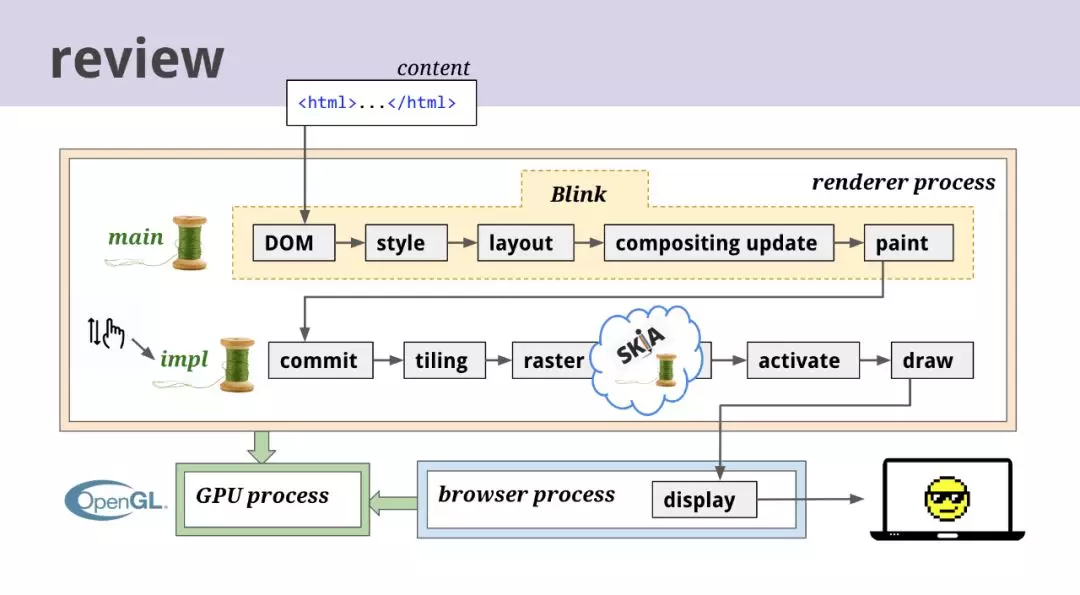 review
content
<html>...</html>
renderer process
Blink
main
DOM
style
layout
compositing update
paint
impl
commit
tiling
raster
SKIA
activate
draw
OpenGL.
GPU process
browser process
display